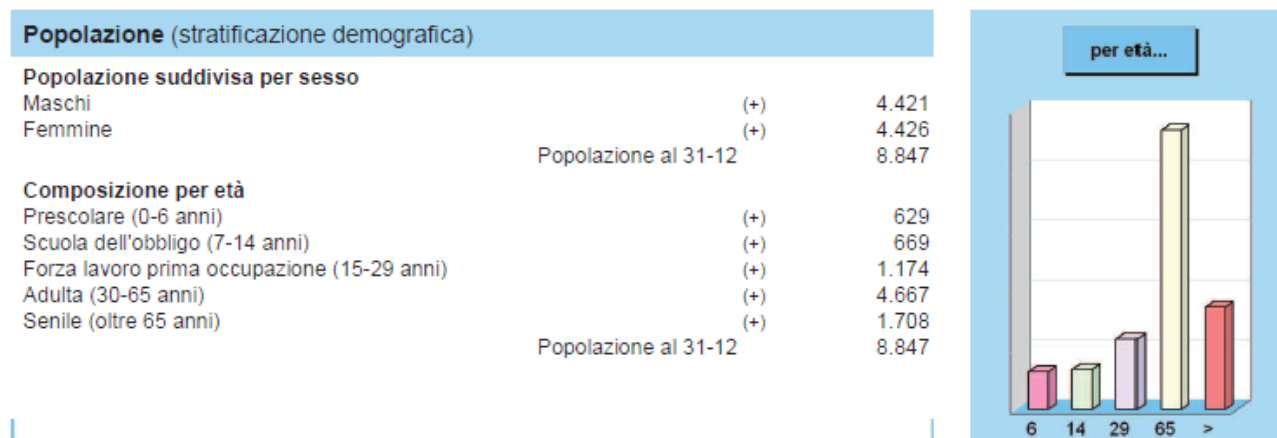 Popolazione (stratificazione demografica)
Popolazione suddivisa per sesso
Maschi (+) 4.421
Femmine (+) 4.426
Popolazione al 31-12 8.847
Composizione per età
Prescolare (0-6 anni) (+) 629
Scuola dell'obbligo (7-14 anni) (+) 669
Forza lavoro prima occupazione (15-29 anni) (+) 1.174
Adulta (30-65 anni) (+) 4.667
Senile (oltre 65 anni) (+) 1.708
Popolazione al 31-12 8.847
per età...
6 14 29 65 >